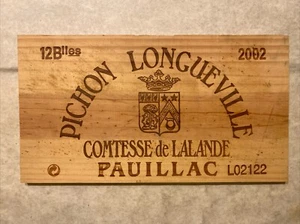 12Blles 2002
PICHON LONGUEVILLE
COMTESSE de LALANDE
PAUILLAC L02122